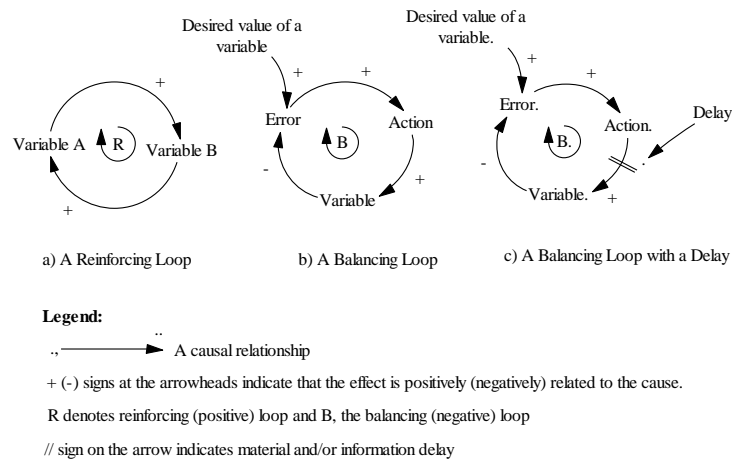 Desired value of a
variable
+
+
Variable A
R
Variable B
+
+
Error
B
Action
-
+
Variable
Desired value of a
variable.
+
+
Error.
B.
Action.
Delay
.
-
+
Variable.
a) A Reinforcing Loop
b) A Balancing Loop
c) A Balancing Loop with a Delay
Legend:
.,
..
A causal relationship
+ (-) signs at the arrowheads indicate that the effect is positively (negatively) related to the cause.
R denotes reinforcing (positive) loop and B, the balancing (negative) loop
// sign on the arrow indicates material and/or information delay